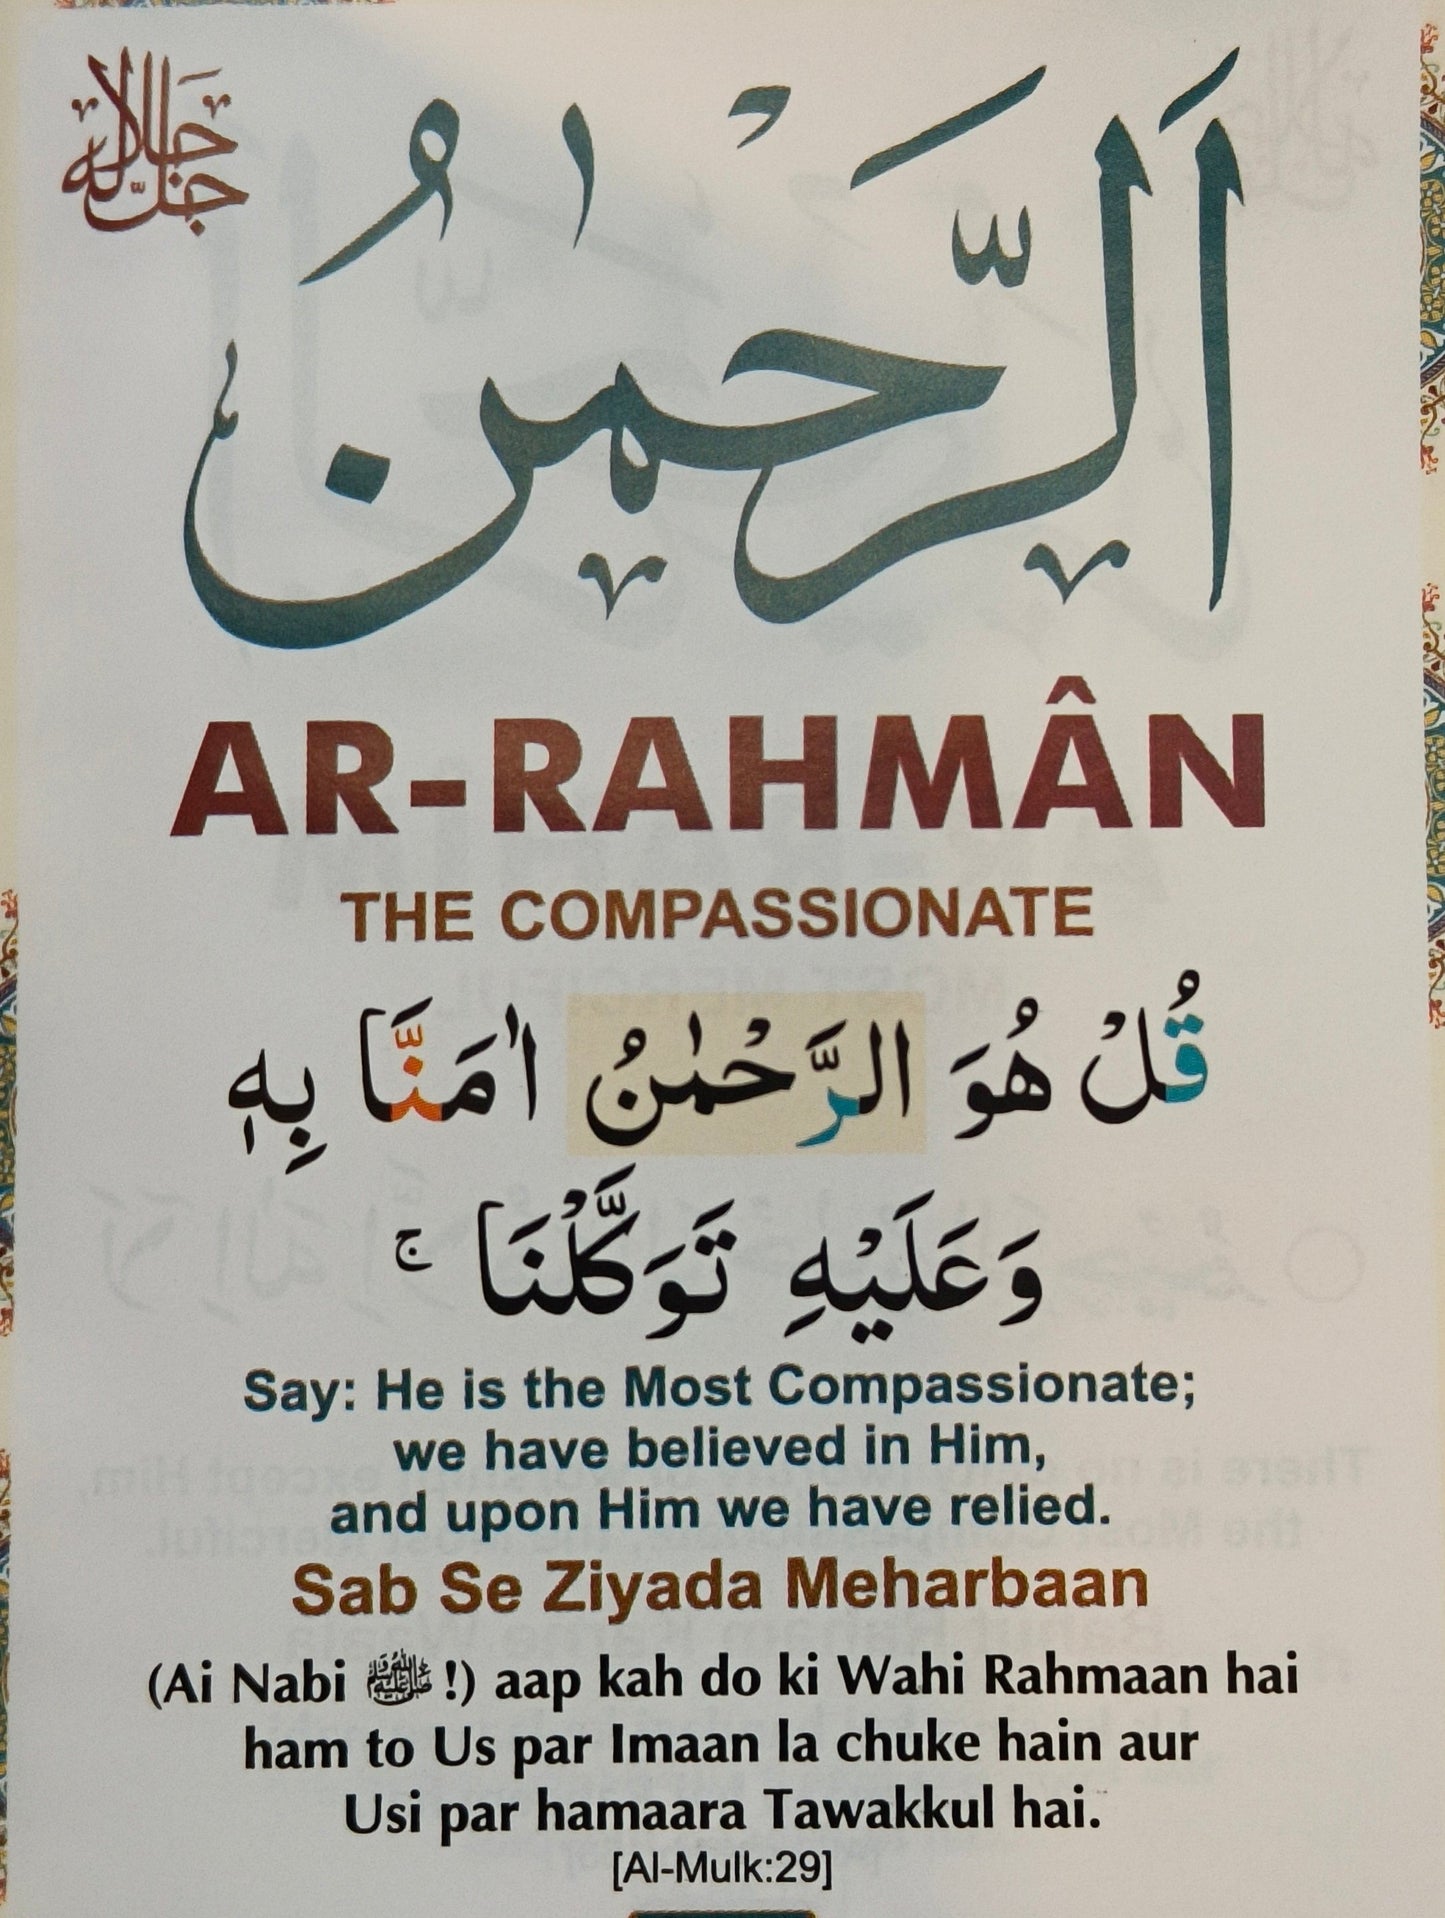 جل جلاله
اَلرَّحْمٰنُ
AR-RAHMÂN
THE COMPASSIONATE
قُلْ هُوَ الرَّحْمٰنُ اٰمَنَّا بِهٖ
وَعَلَيْهِ تَوَكَّلْنَا ۚ
Say: He is the Most Compassionate;
we have believed in Him,
and upon Him we have relied.
Sab Se Ziyada Meharbaan
(Ai Nabi ﷺ !) aap kah do ki Wahi Rahmaan hai
ham to Us par Imaan la chuke hain aur
Usi par hamaara Tawakkul hai.
[Al-Mulk:29]